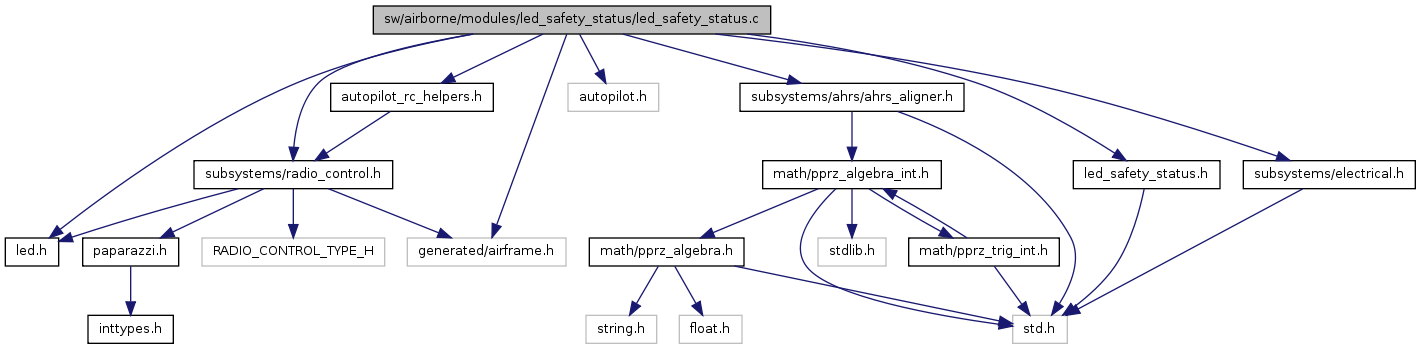 sw/airborne/modules/led_safety_status/led_safety_status.c
autopilot_rc_helpers.h
autopilot.h
subsystems/ahrs/ahrs_aligner.h
subsystems/radio_control.h
math/pprz_algebra_int.h
led_safety_status.h
subsystems/electrical.h
led.h
paparazzi.h
RADIO_CONTROL_TYPE_H
generated/airframe.h
math/pprz_algebra.h
stdlib.h
math/pprz_trig_int.h
inttypes.h
string.h
float.h
std.h